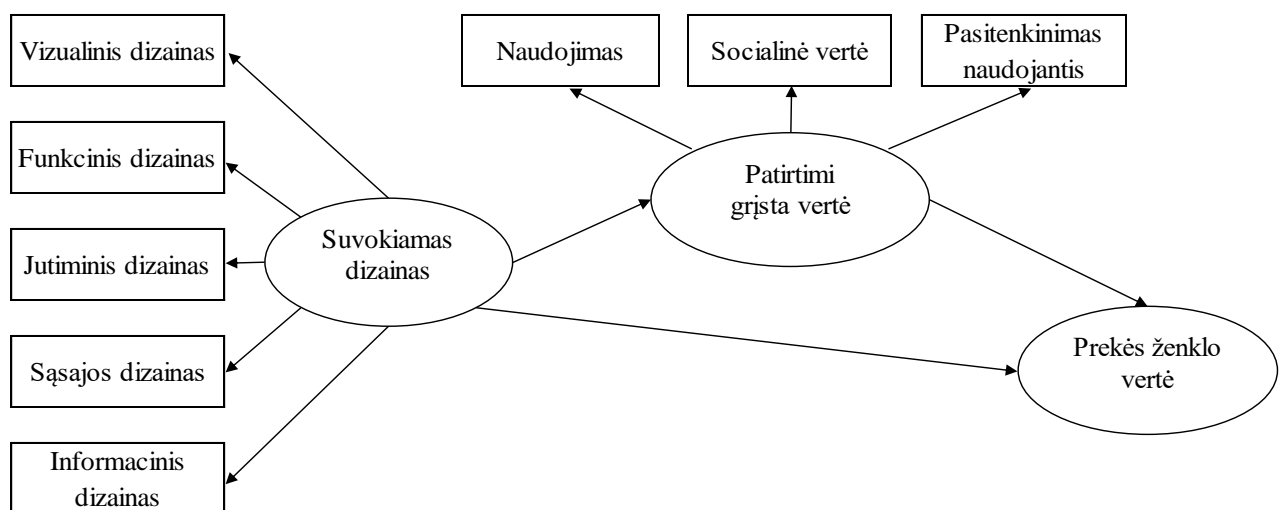 Vizualinis dizainas
Naudojimas
Socialinė vertė
Pasitenkinimas
naudojantis
Funkcinis dizainas
Patirtimi
grįsta vertė
Suvokiamas
dizainas
Jutiminis dizainas
Sąsajos dizainas
Prekės ženklo
vertė
Informacinis
dizainas